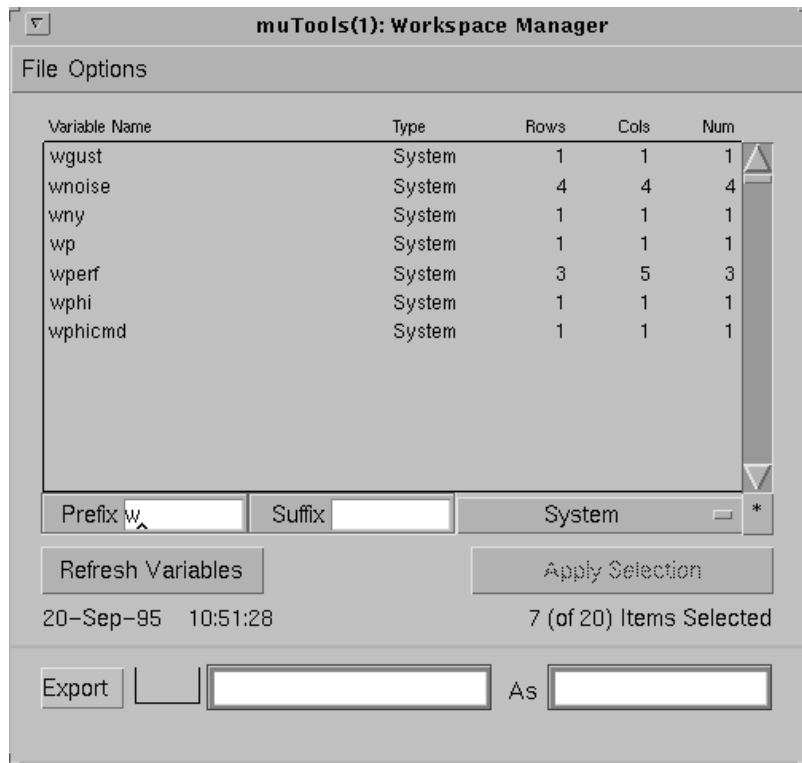 muTools(1): Workspace Manager
File Options
Variable Name Type Rows Cols Num
wgust System 1 1 1
wnoise System 4 4 4
wny System 1 1 1
wp System 1 1 1
wperf System 3 5 3
wphi System 1 1 1
wphicmd System 1 1 1
Prefix w Suffix System *
Refresh Variables Apply Selection
20-Sep-95 10:51:28 7 (of 20) Items Selected
Export As